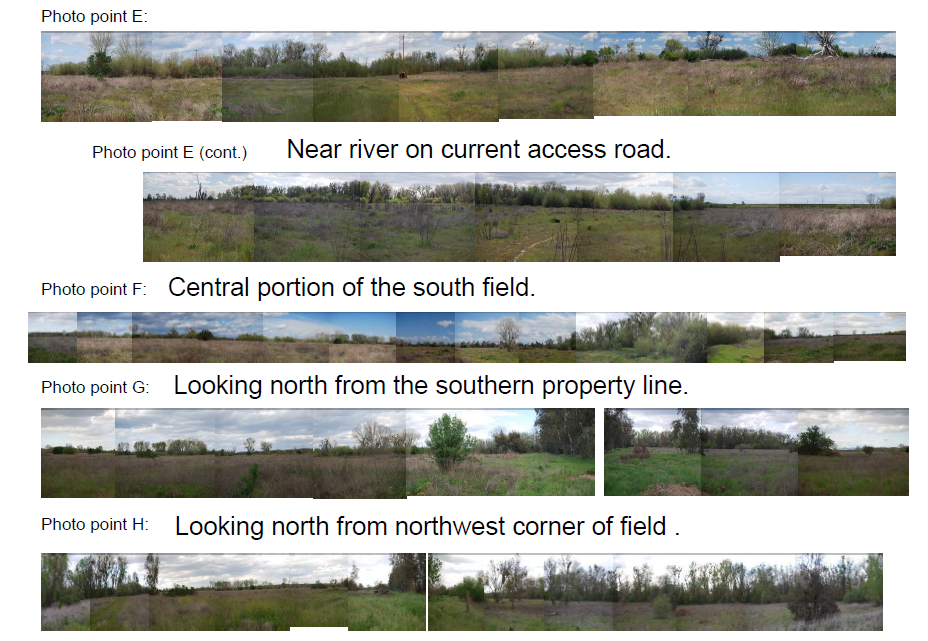 Photo point E:
Photo point E (cont.) Near river on current access road.
Photo point F: Central portion of the south field.
Photo point G: Looking north from the southern property line.
Photo point H: Looking north from northwest corner of field .